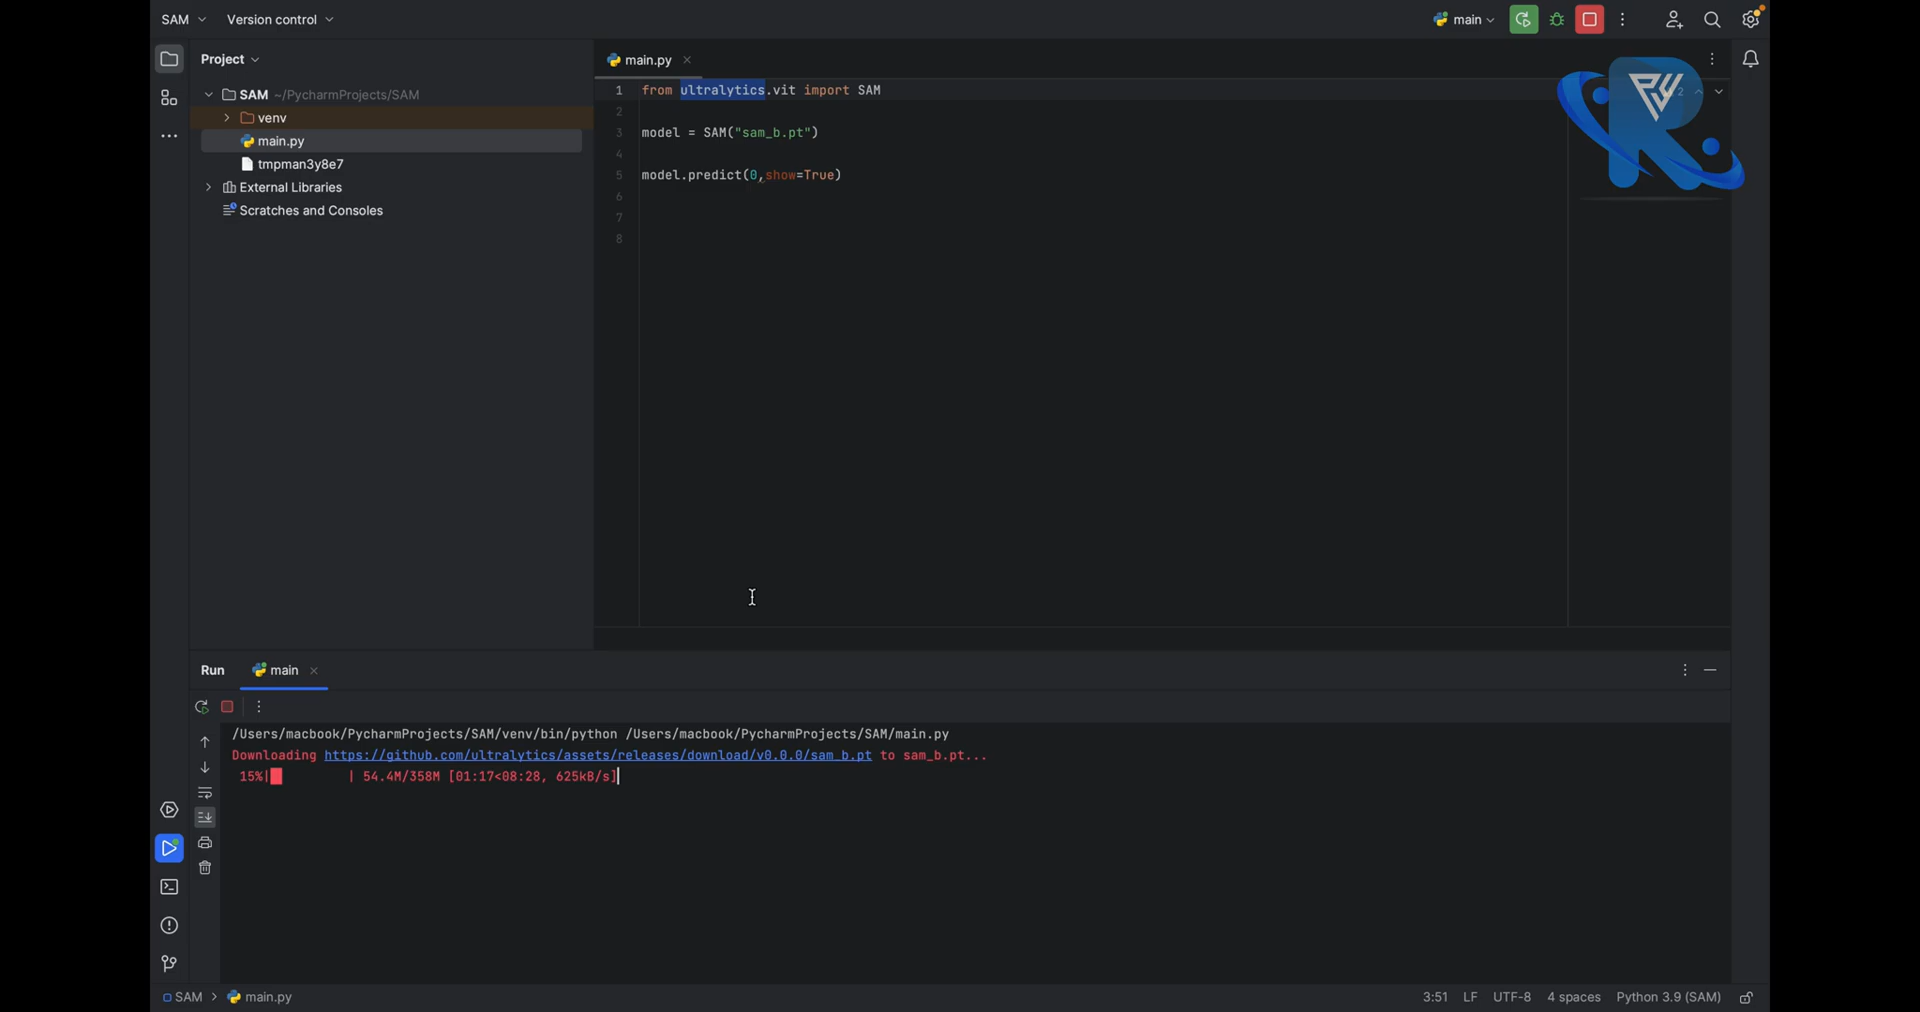 SAM
Version control
main
Project
main.py
SAM ~/PycharmProjects/SAM
venv
main.py
tmpman3y8e7
External Libraries
Scratches and Consoles
1 from ultralytics.vit import SAM
2
3 model = SAM("sam_b.pt")
4
5 model.predict(0,show=True)
6
7
8
2
Run
main
/Users/macbook/PycharmProjects/SAM/venv/bin/python /Users/macbook/PycharmProjects/SAM/main.py
Downloading https://github.com/ultralytics/assets/releases/download/v0.0.0/sam_b.pt to sam_b.pt...
15%| | 54.4M/358M [01:17<08:28, 625kB/s]
SAM > main.py
3:51 LF UTF-8 4 spaces Python 3.9 (SAM)